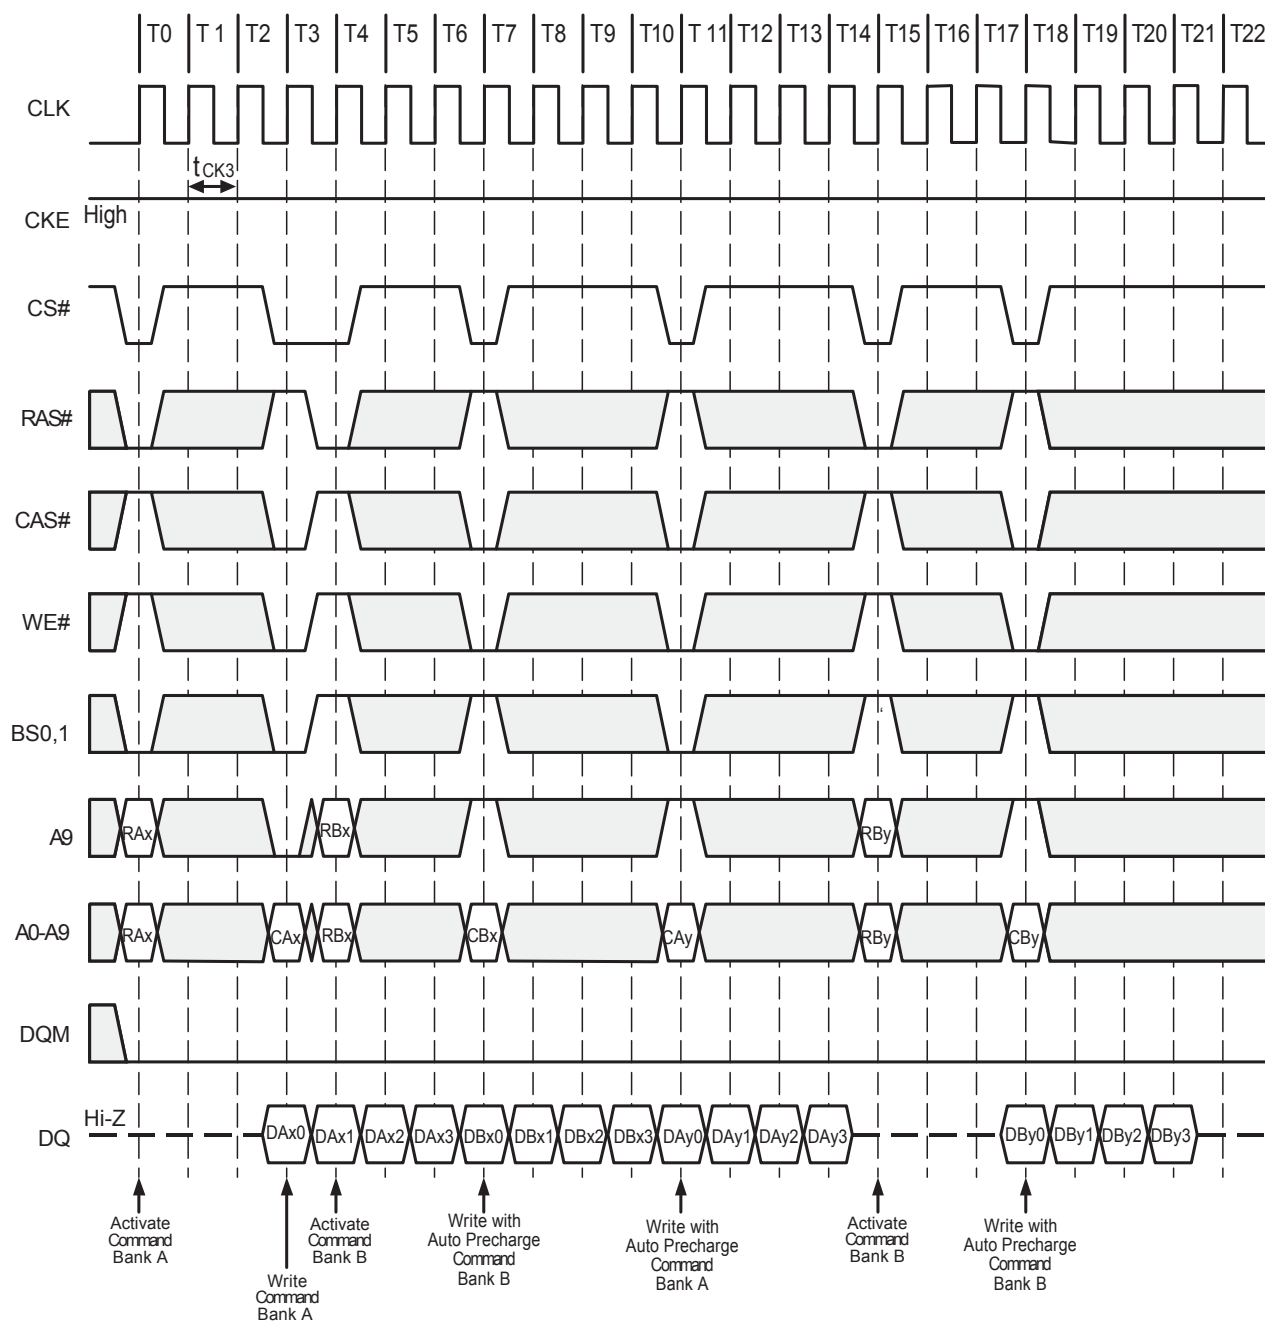 T0 T 1 T2 T3 T4 T5 T6 T7 T8 T9 T10 T 11 T12 T13 T14 T15 T16 T17 T18 T19 T20 T21 T22
CLK
tCK3
CKE High
CS#
RAS#
CAS#
WE#
BS0,1
A9 RAx RBx RBy
A0-A9 RAx CAx RBx CBx CAy RBy CBy
DQM
Hi-Z
DQ DAx0 DAx1 DAx2 DAx3 DBx0 DBx1 DBx2 DBx3 DAy0 DAy1 DAy2 DAy3 DBy0 DBy1 DBy2 DBy3
Activate
Command
Bank A
Write
Command
Bank A
Activate
Command
Bank B
Write with
Auto Precharge
Command
Bank B
Write with
Auto Precharge
Command
Bank A
Activate
Command
Bank B
Write with
Auto Precharge
Command
Bank B